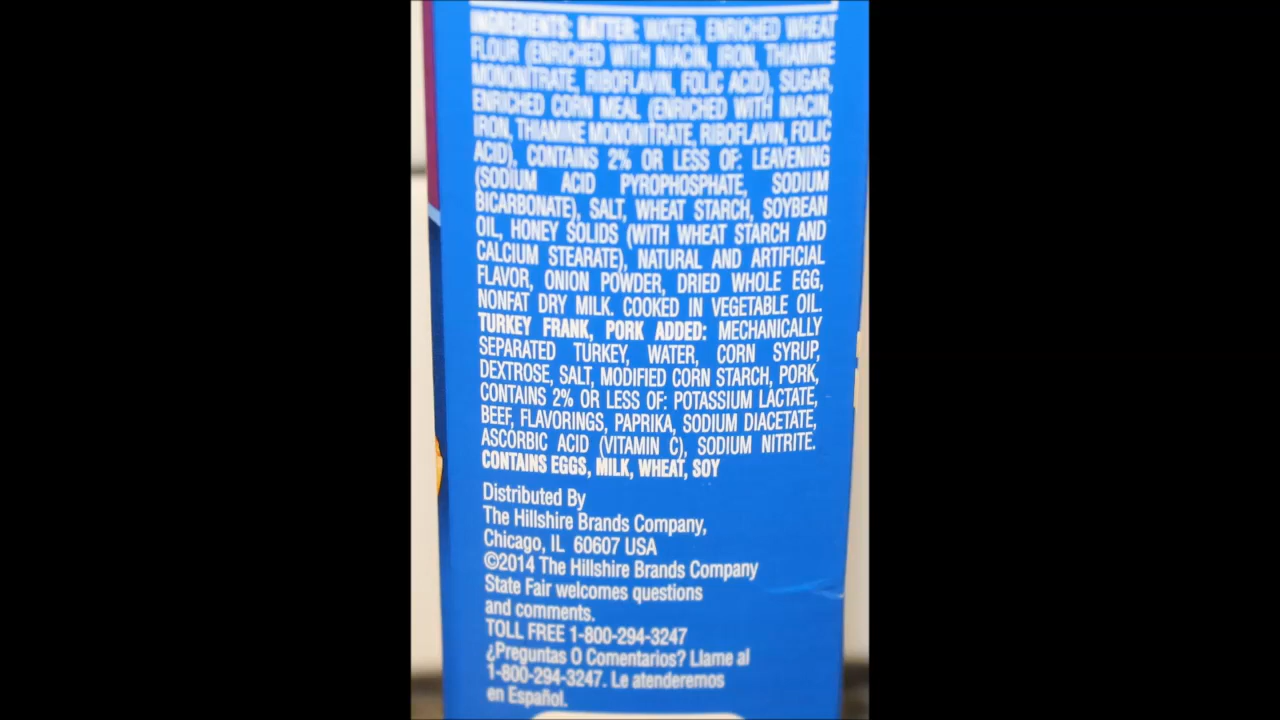 INGREDIENTS: BATTER: WATER, ENRICHED WHEAT
FLOUR (ENRICHED WITH NIACIN, IRON, THIAMINE
MONONITRATE, RIBOFLAVIN, FOLIC ACID), SUGAR,
ENRICHED CORN MEAL (ENRICHED WITH NIACIN,
IRON, THIAMINE MONONITRATE, RIBOFLAVIN, FOLIC
ACID), CONTAINS 2% OR LESS OF: LEAVENING
(SODIUM ACID PYROPHOSPHATE, SODIUM
BICARBONATE), SALT, WHEAT STARCH, SOYBEAN
OIL, HONEY SOLIDS (WITH WHEAT STARCH AND
CALCIUM STEARATE), NATURAL AND ARTIFICIAL
FLAVOR, ONION POWDER, DRIED WHOLE EGG,
NONFAT DRY MILK. COOKED IN VEGETABLE OIL.
TURKEY FRANK, PORK ADDED: MECHANICALLY
SEPARATED TURKEY, WATER, CORN SYRUP,
DEXTROSE, SALT, MODIFIED CORN STARCH, PORK,
CONTAINS 2% OR LESS OF: POTASSIUM LACTATE,
BEEF, FLAVORINGS, PAPRIKA, SODIUM DIACETATE,
ASCORBIC ACID (VITAMIN C), SODIUM NITRITE.
CONTAINS EGGS, MILK, WHEAT, SOY
Distributed By
The Hillshire Brands Company,
Chicago, IL 60607 USA
©2014 The Hillshire Brands Company
State Fair welcomes questions
and comments.
TOLL FREE 1-800-294-3247
¿Preguntas O Comentarios? Llame al
1-800-294-3247. Le atenderemos
en Español.